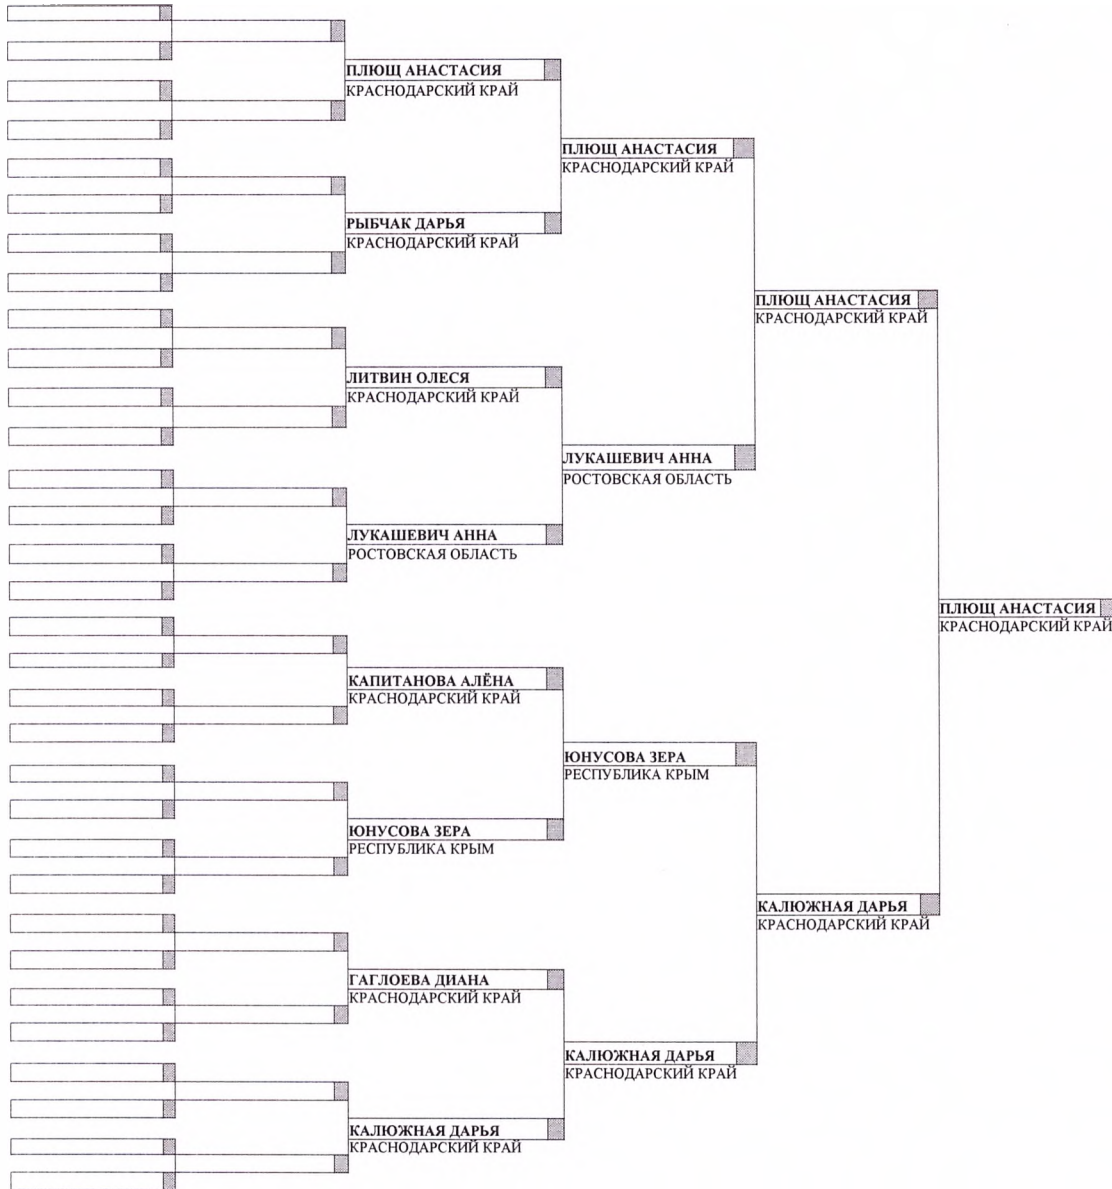 ПЛЮЩ АНАСТАСИЯ
КРАСНОДАРСКИЙ КРАЙ
ПЛЮЩ АНАСТАСИЯ
КРАСНОДАРСКИЙ КРАЙ
РЫБЧАК ДАРЬЯ
КРАСНОДАРСКИЙ КРАЙ
ПЛЮЩ АНАСТАСИЯ
КРАСНОДАРСКИЙ КРАЙ
ЛИТВИН ОЛЕСЯ
КРАСНОДАРСКИЙ КРАЙ
ЛУКАШЕВИЧ АННА
РОСТОВСКАЯ ОБЛАСТЬ
ЛУКАШЕВИЧ АННА
РОСТОВСКАЯ ОБЛАСТЬ
ПЛЮЩ АНАСТАСИЯ
КРАСНОДАРСКИЙ КРАЙ
КАПИТАНОВА АЛЁНА
КРАСНОДАРСКИЙ КРАЙ
ЮНУСОВА ЗЕРА
РЕСПУБЛИКА КРЫМ
ЮНУСОВА ЗЕРА
РЕСПУБЛИКА КРЫМ
КАЛЮЖНАЯ ДАРЬЯ
КРАСНОДАРСКИЙ КРАЙ
ГАГЛОЕВА ДИАНА
КРАСНОДАРСКИЙ КРАЙ
КАЛЮЖНАЯ ДАРЬЯ
КРАСНОДАРСКИЙ КРАЙ
КАЛЮЖНАЯ ДАРЬЯ
КРАСНОДАРСКИЙ КРАЙ